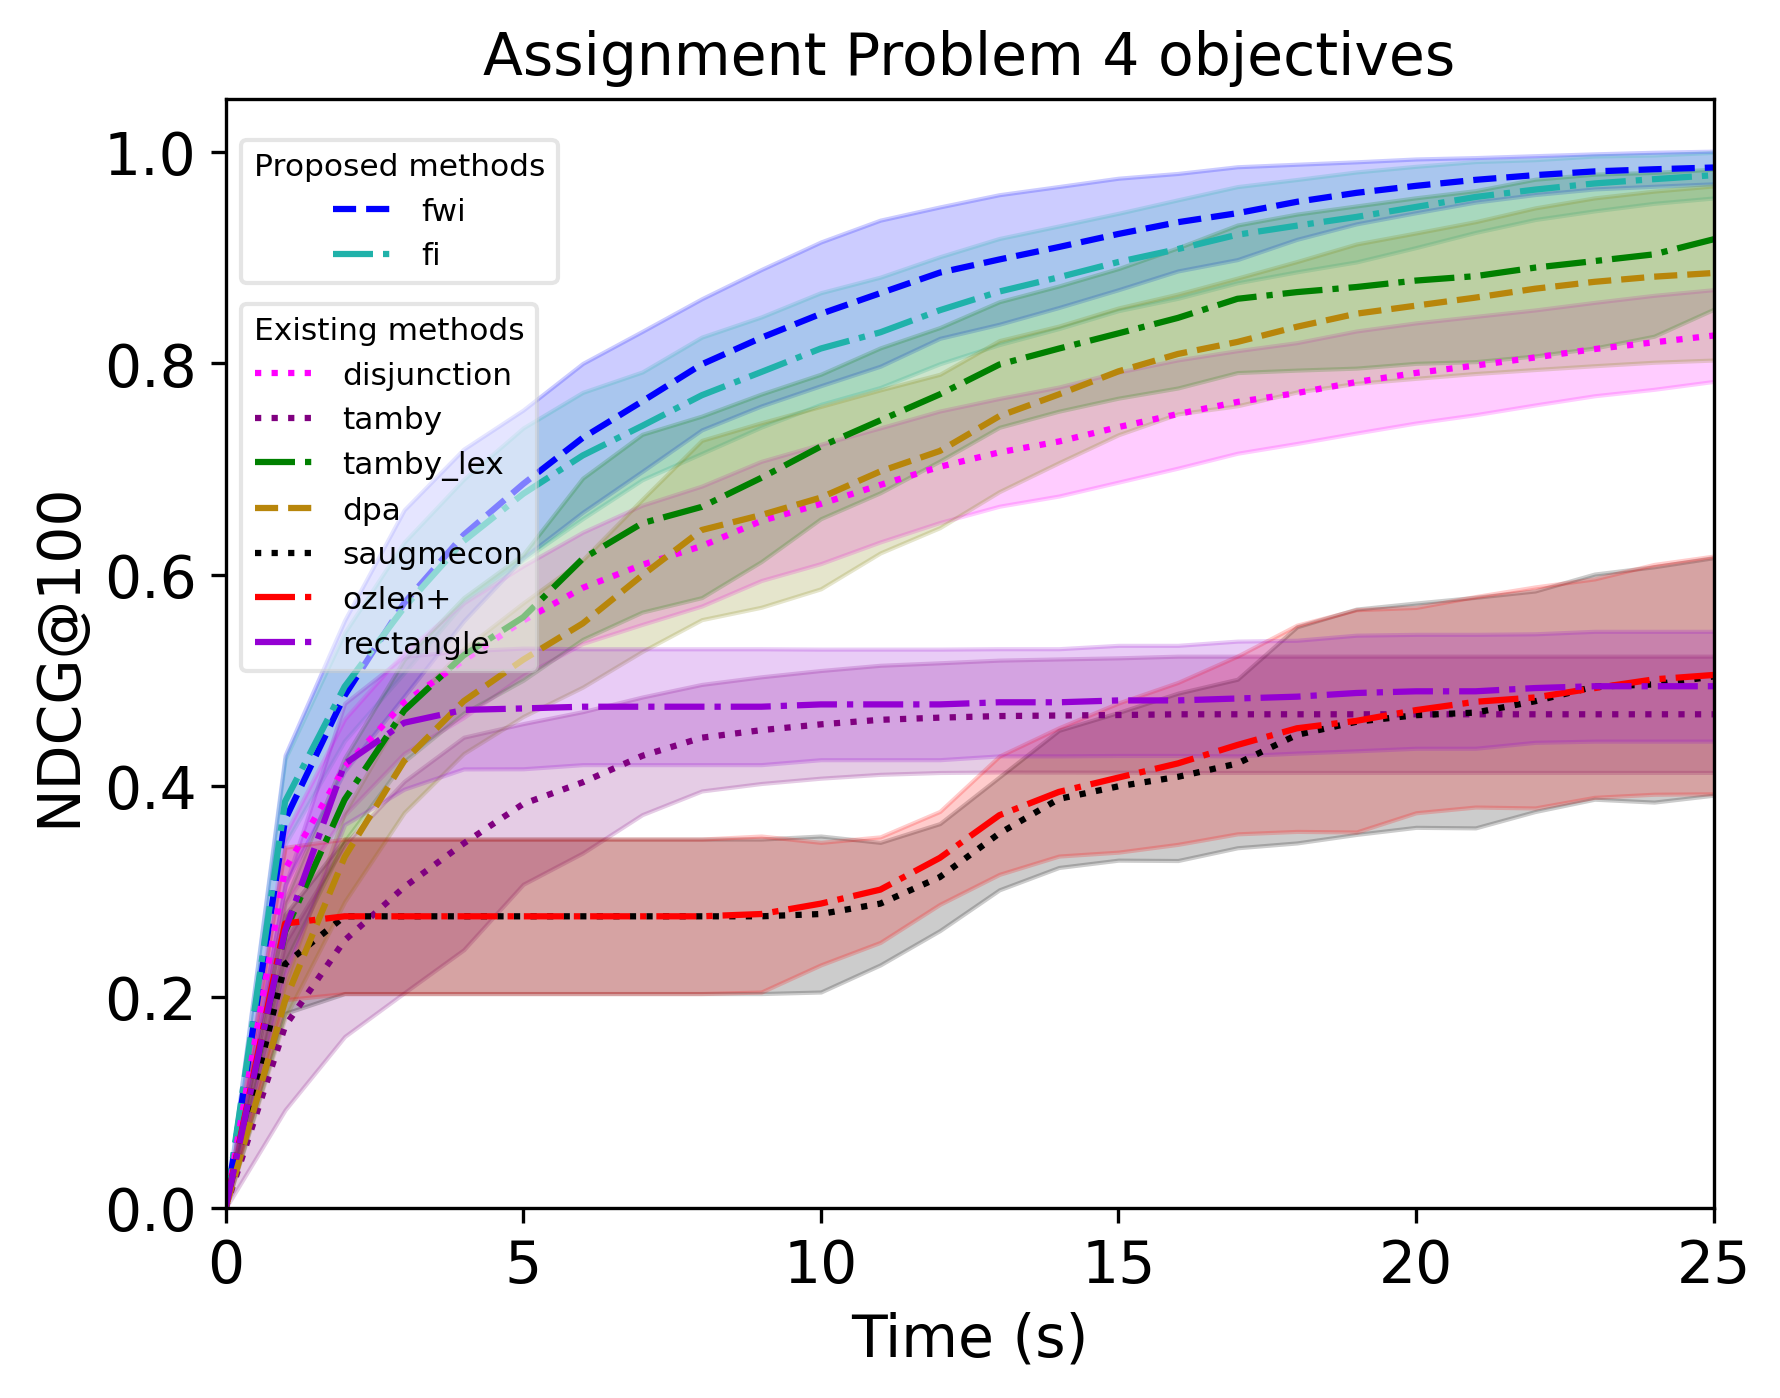 Assignment Problem 4 objectives
NDCG@100
1.0
0.8
0.6
0.4
0.2
0.0
Proposed methods
fwi
fi
Existing methods
disjunction
tamby
tamby_lex
dpa
saugmecon
ozlen+
rectangle
0 5 10 15 20 25
Time (s)